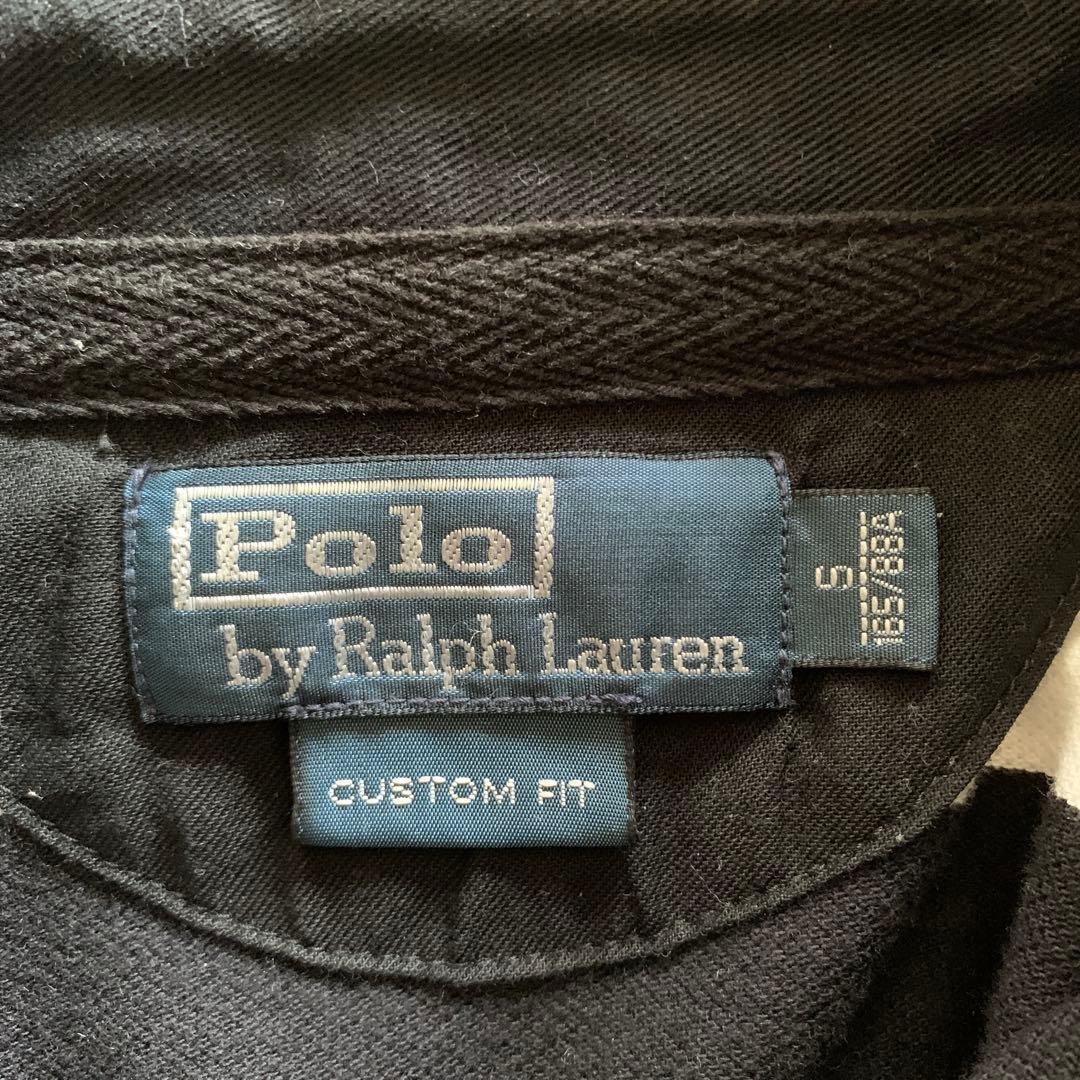 Polo
by Ralph Lauren
CUSTOM FIT
S
165/88A